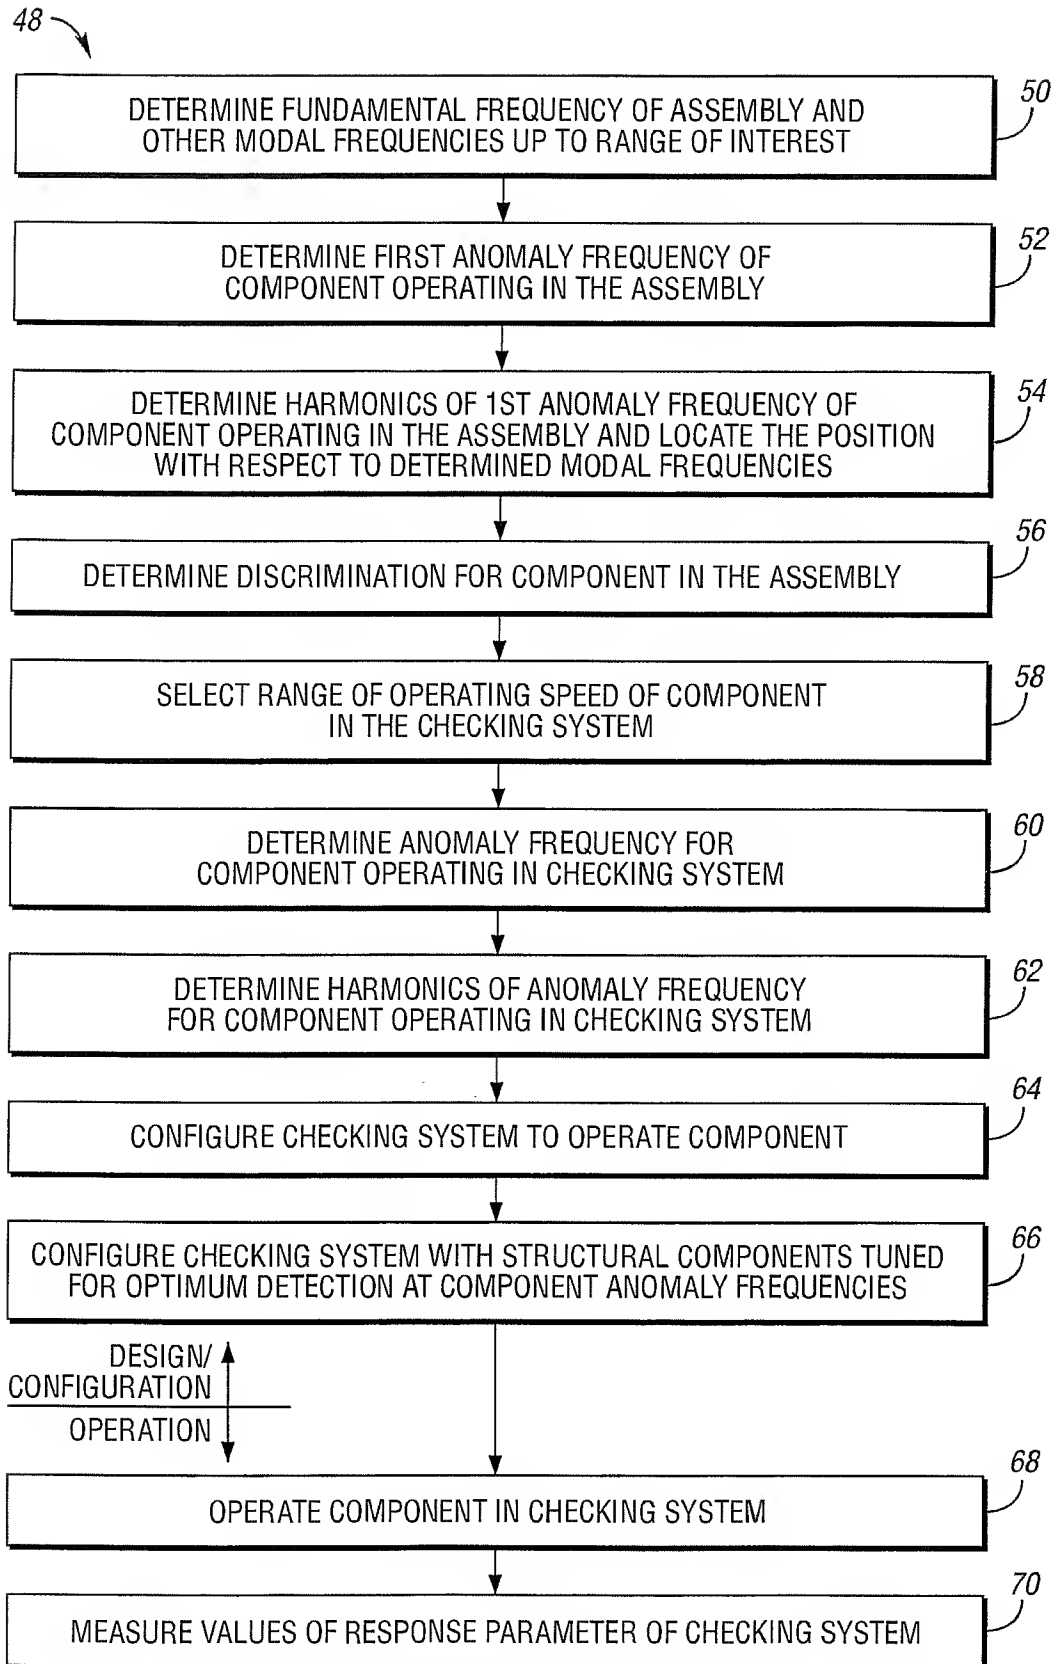 48
50
DETERMINE FUNDAMENTAL FREQUENCY OF ASSEMBLY AND
OTHER MODAL FREQUENCIES UP TO RANGE OF INTEREST
52
DETERMINE FIRST ANOMALY FREQUENCY OF
COMPONENT OPERATING IN THE ASSEMBLY
54
DETERMINE HARMONICS OF 1ST ANOMALY FREQUENCY OF
COMPONENT OPERATING IN THE ASSEMBLY AND LOCATE THE POSITION
WITH RESPECT TO DETERMINED MODAL FREQUENCIES
56
DETERMINE DISCRIMINATION FOR COMPONENT IN THE ASSEMBLY
58
SELECT RANGE OF OPERATING SPEED OF COMPONENT
IN THE CHECKING SYSTEM
60
DETERMINE ANOMALY FREQUENCY FOR
COMPONENT OPERATING IN CHECKING SYSTEM
62
DETERMINE HARMONICS OF ANOMALY FREQUENCY
FOR COMPONENT OPERATING IN CHECKING SYSTEM
64
CONFIGURE CHECKING SYSTEM TO OPERATE COMPONENT
66
CONFIGURE CHECKING SYSTEM WITH STRUCTURAL COMPONENTS TUNED
FOR OPTIMUM DETECTION AT COMPONENT ANOMALY FREQUENCIES
DESIGN/
CONFIGURATION
OPERATION
68
OPERATE COMPONENT IN CHECKING SYSTEM
70
MEASURE VALUES OF RESPONSE PARAMETER OF CHECKING SYSTEM